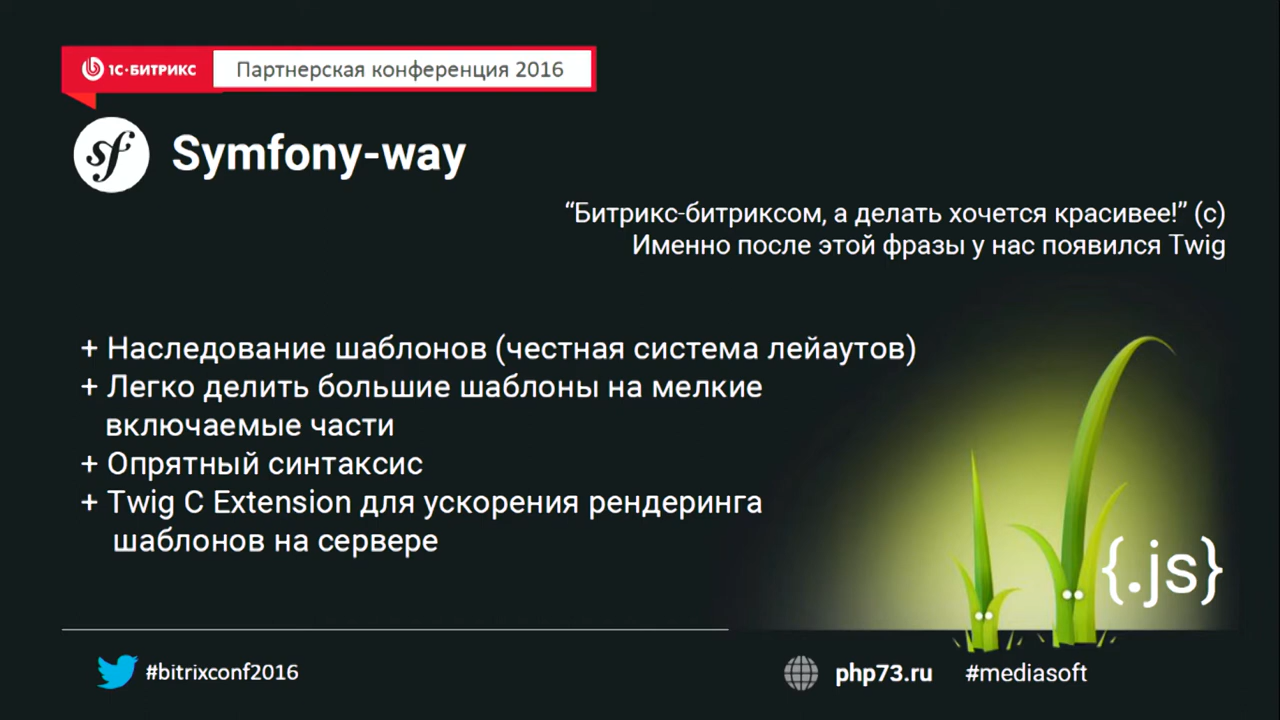 1С·БИТРИКС Партнерская конференция 2016
sf Symfony-way
“Битрикс-битриксом, а делать хочется красивее!” (с)
Именно после этой фразы у нас появился Twig
+ Наследование шаблонов (честная система лейаутов)
+ Легко делить большие шаблоны на мелкие
включаемые части
+ Опрятный синтаксис
+ Twig C Extension для ускорения рендеринга
шаблонов на сервере
{.js}
#bitrixconf2016 php73.ru #mediasoft